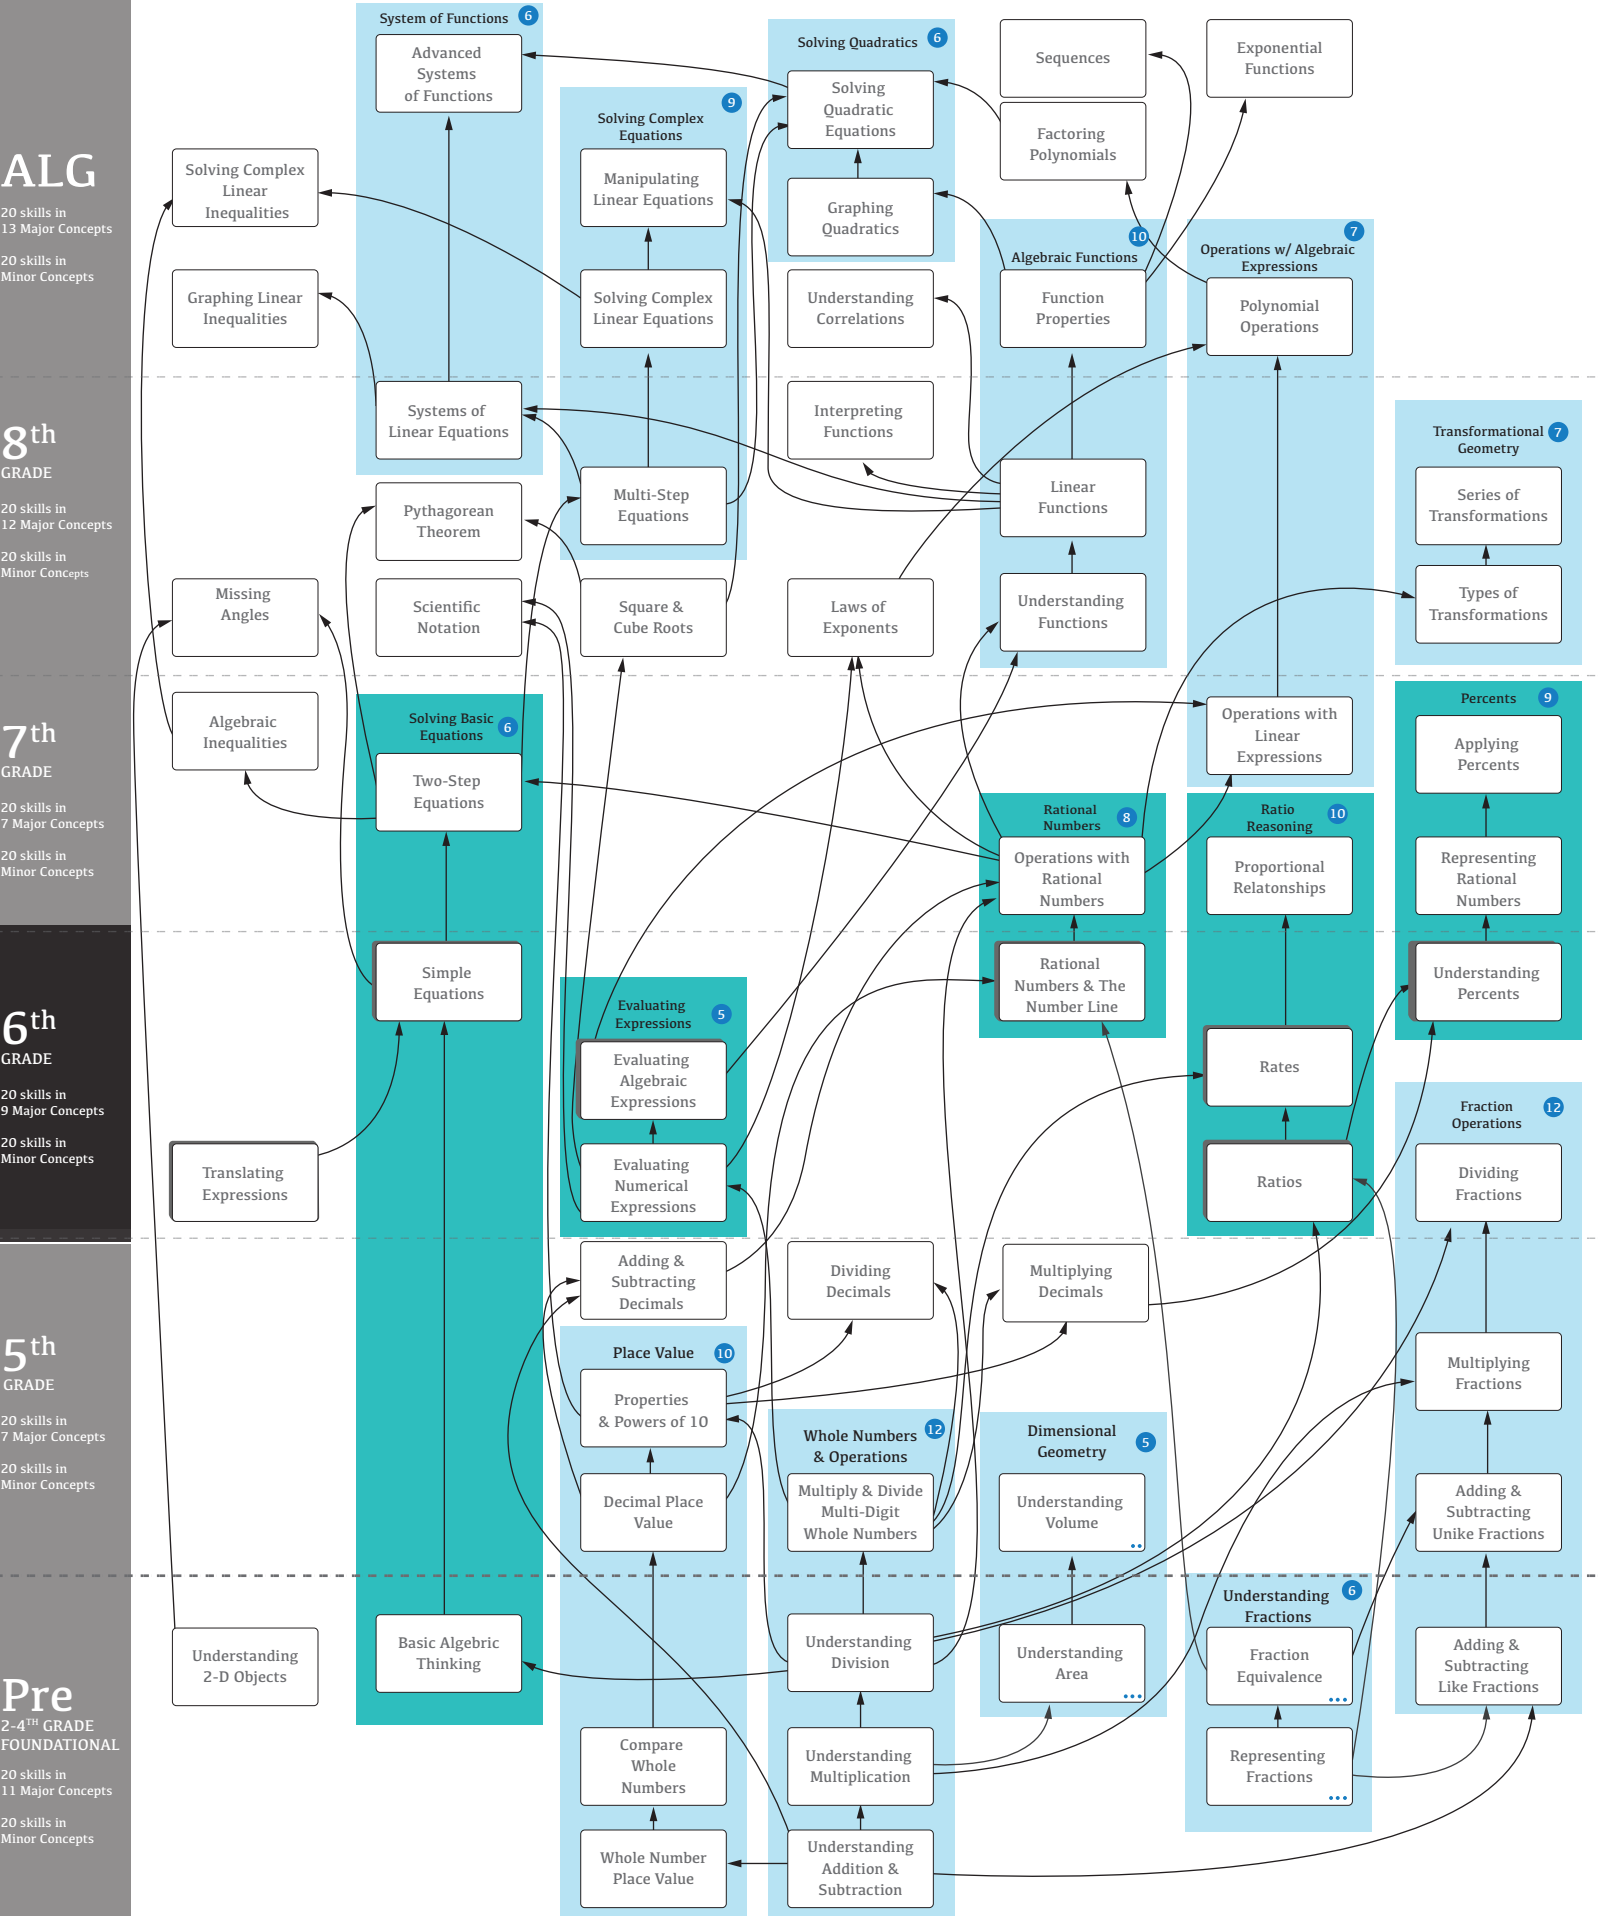 ALG
20 skills in
13 Major Concepts
20 skills in
Minor Concepts
System of Functions 6
Advanced
Systems
of Functions
Solving Complex
Linear
Inequalities
Graphing Linear
Inequalities
9
Solving Complex
Equations
Manipulating
Linear Equations
Solving Complex
Linear Equations
Solving Quadratics 6
Solving
Quadratic
Equations
Graphing
Quadratics
Understanding
Correlations
Sequences
Factoring
Polynomials
Exponential
Functions
10
Algebraic Functions
Function
Properties
7
Operations w/ Algebraic
Expressions
Polynomial
Operations
8th
GRADE
20 skills in
12 Major Concepts
20 skills in
Minor Concepts
Systems of
Linear Equations
Pythagorean
Theorem
Multi-Step
Equations
Interpreting
Functions
Linear
Functions
Transformational
Geometry
7
Series of
Transformations
Types of
Transformations
Missing
Angles
Scientific
Notation
Square &
Cube Roots
Laws of
Exponents
Understanding
Functions
7th
GRADE
20 skills in
7 Major Concepts
20 skills in
Minor Concepts
Algebraic
Inequalities
Solving Basic
Equations
6
Two-Step
Equations
Operations with
Linear
Expressions
Rational
Numbers
8
Operations with
Rational
Numbers
Ratio
Reasoning
10
Proportional
Relatonships
Percents 9
Applying
Percents
Representing
Rational
Numbers
6th
GRADE
20 skills in
9 Major Concepts
20 skills in
Minor Concepts
Simple
Equations
Translating
Expressions
Evaluating
Expressions
5
Evaluating
Algebraic
Expressions
Evaluating
Numerical
Expressions
Rational
Numbers & The
Number Line
Rates
Ratios
Understanding
Percents
Fraction
Operations
12
Dividing
Fractions
5th
GRADE
20 skills in
7 Major Concepts
20 skills in
Minor Concepts
Adding &
Subtracting
Decimals
Dividing
Decimals
Multiplying
Decimals
Place Value 10
Properties
& Powers of 10
Decimal Place
Value
Whole Numbers
& Operations
12
Multiply & Divide
Multi-Digit
Whole Numbers
Dimensional
Geometry
5
Understanding
Volume
Multiplying
Fractions
Adding &
Subtracting
Unike Fractions
Pre
2-4TH GRADE
FOUNDATIONAL
20 skills in
11 Major Concepts
20 skills in
Minor Concepts
Understanding
2-D Objects
Basic Algebric
Thinking
Compare
Whole
Numbers
Whole Number
Place Value
Understanding
Division
Understanding
Multiplication
Understanding
Addition &
Subtraction
Understanding
Area
Understanding
Fractions
6
Fraction
Equivalence
Representing
Fractions
Adding &
Subtracting
Like Fractions